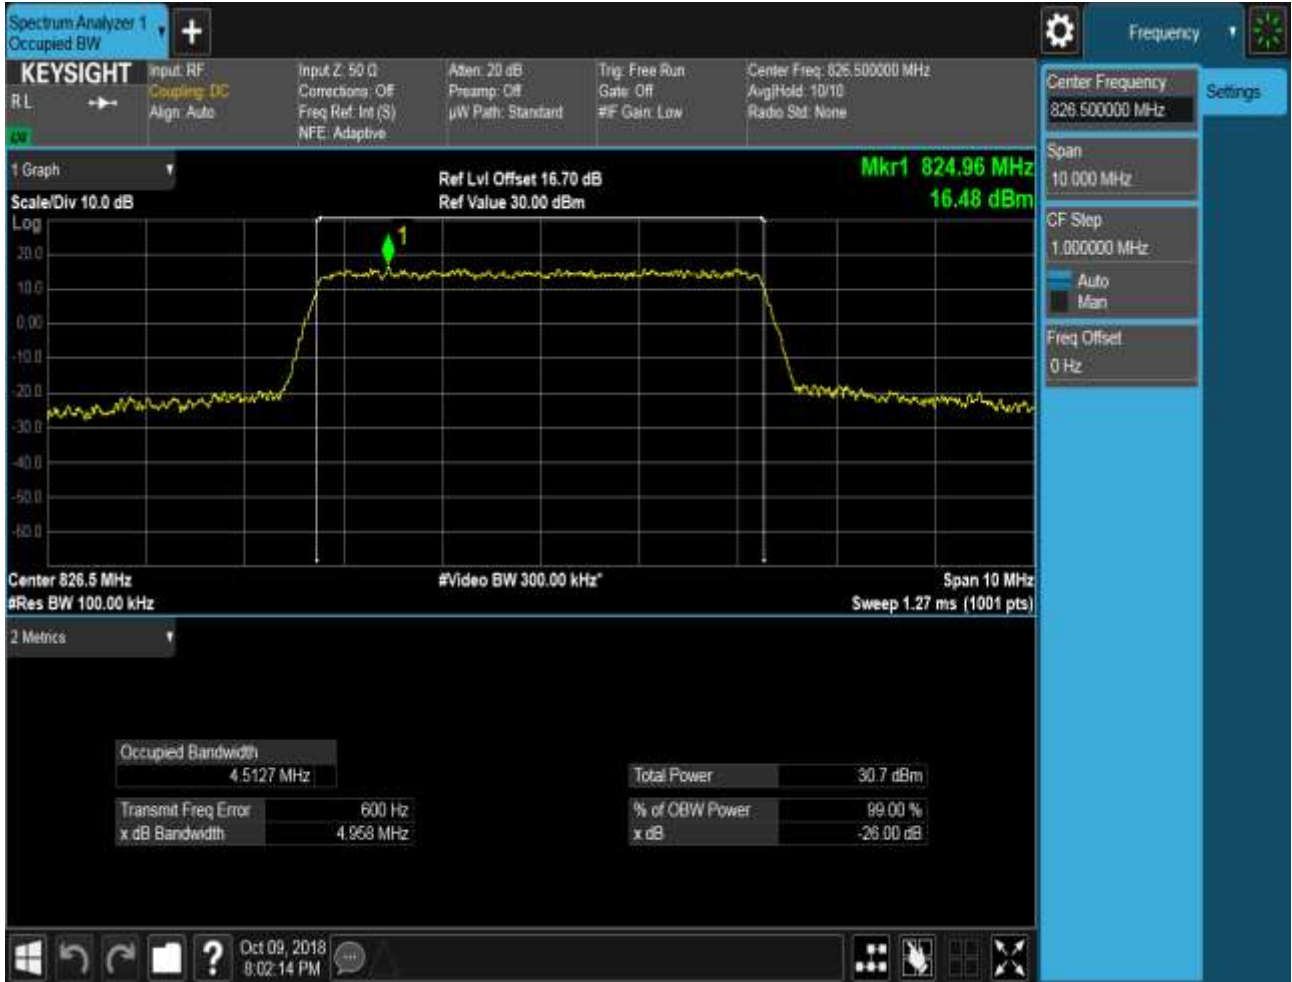 Spectrum Analyzer 1
Occupied BW
Frequency
KEYSIGHT
RL
LXI
Input: RF
Coupling: DC
Align: Auto
Input Z: 50 Ω
Corrections: Off
Freq Ref: Int (S)
NFE: Adaptive
Atten: 20 dB
Preamp: Off
µW Path: Standard
Trig: Free Run
Gate: Off
#IF Gain: Low
Center Freq: 826.500000 MHz
Avg|Hold: 10/10
Radio Std: None
Center Frequency
826.500000 MHz
Settings
Span
10.000 MHz
CF Step
1.000000 MHz
Auto
Man
Freq Offset
0 Hz
1 Graph
Scale/Div 10.0 dB
Ref Lvl Offset 16.70 dB
Ref Value 30.00 dBm
Mkr1 824.96 MHz
16.48 dBm
Log
1
20.0
10.0
0.00
-10.0
-20.0
-30.0
-40.0
-50.0
-60.0
Center 826.5 MHz
#Video BW 300.00 kHz*
Span 10 MHz
#Res BW 100.00 kHz
Sweep 1.27 ms (1001 pts)
2 Metrics
Occupied Bandwidth
4.5127 MHz
Total Power 30.7 dBm
Transmit Freq Error 600 Hz
% of OBW Power 99.00 %
x dB Bandwidth 4.958 MHz
x dB -26.00 dB
?
Oct 09, 2018
8:02:14 PM